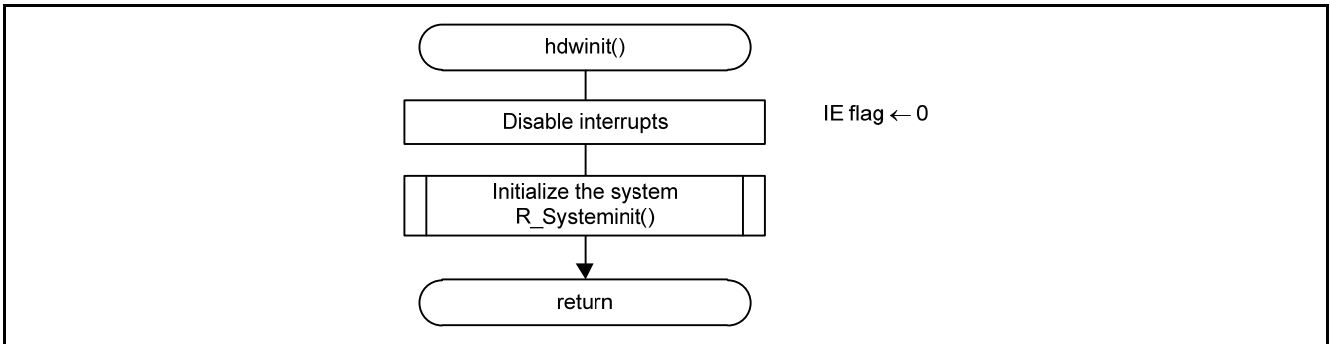 hdwinit()
Disable interrupts
IE flag ← 0
Initialize the system
R_Systeminit()
return